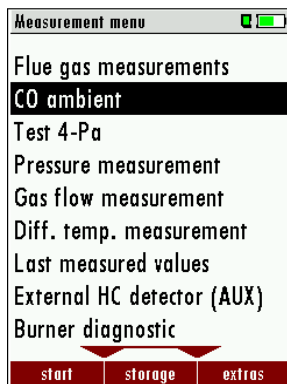 Measurement menu
Flue gas measurements
CO ambient
Test 4-Pa
Pressure measurement
Gas flow measurement
Diff. temp. measurement
Last measured values
External HC detector (AUX)
Burner diagnostic
start storage extras